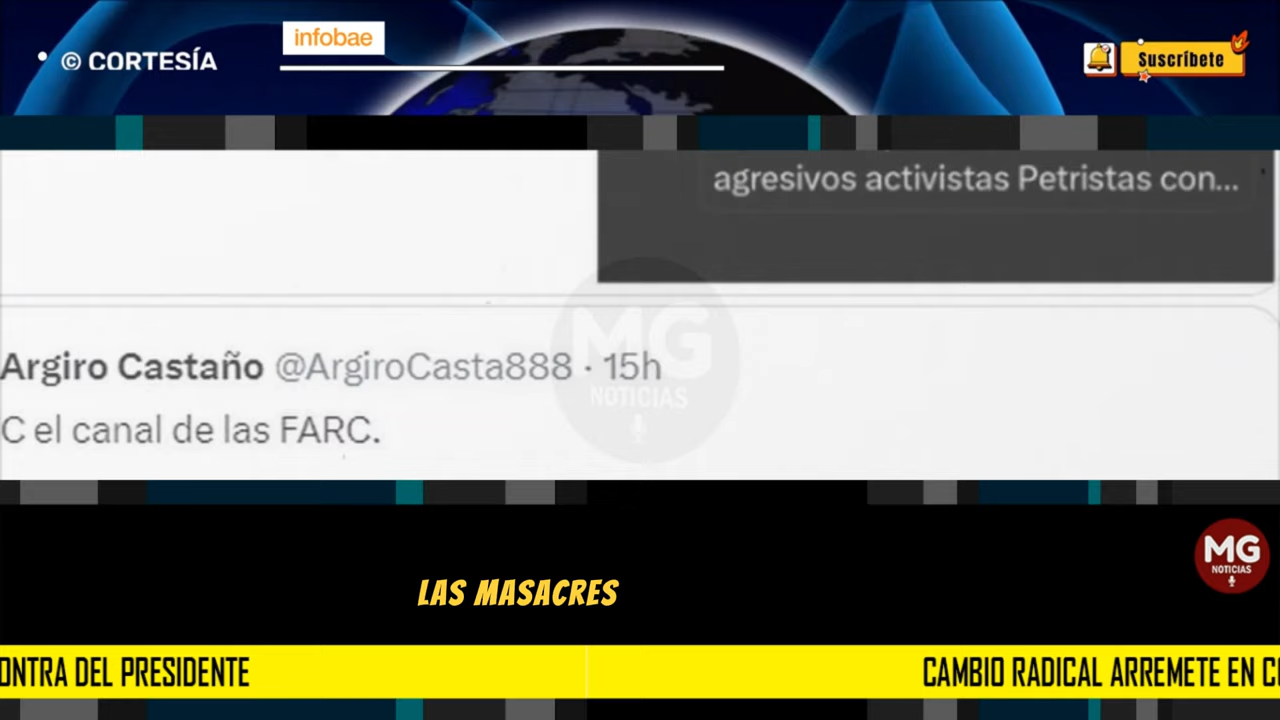 © CORTESÍA
infobae
Suscríbete
agresivos activistas Petristas con...
MG
NOTICIAS
Argiro Castaño @ArgiroCasta888 · 15h
C el canal de las FARC.
MG
NOTICIAS
LAS MASACRES
ONTRA DEL PRESIDENTE
CAMBIO RADICAL ARREMETE EN C